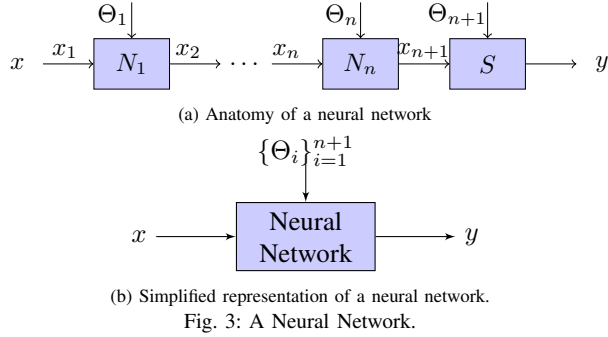 Θ₁ Θₙ Θₙ₊₁
x x₁ N₁ x₂ ⋯ xₙ Nₙ xₙ₊₁ S y
(a) Anatomy of a neural network
{Θᵢ}ᵢ₌₁ⁿ⁺¹
x Neural y
Network
(b) Simplified representation of a neural network.
Fig. 3: A Neural Network.